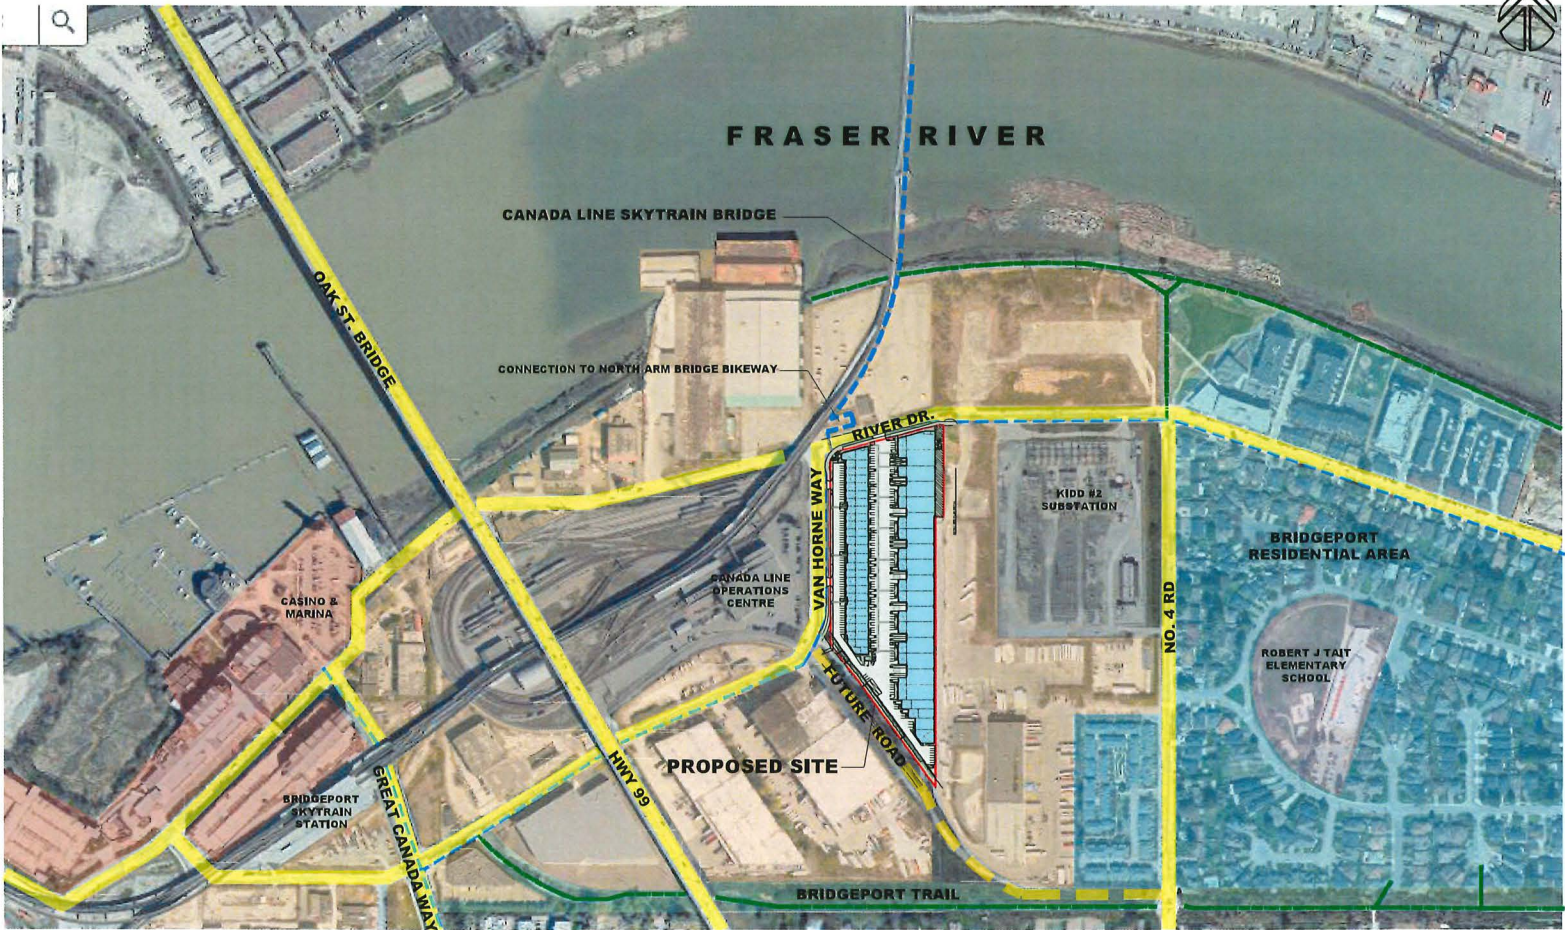 FRASER RIVER
CANADA LINE SKYTRAIN BRIDGE
OAK ST. BRIDGE
CONNECTION TO NORTH ARM BRIDGE BIKEWAY
RIVER DR.
VAN HORNE WAY
KIDD #2
SUBSTATION
BRIDGEPORT
RESIDENTIAL AREA
CANADA LINE
OPERATIONS
CENTRE
CASINO &
MARINA
NO. 4 RD
ROBERT J TAIT
ELEMENTARY
SCHOOL
FUTURE ROAD
PROPOSED SITE
HWY 99
BRIDGEPORT
SKYTRAIN
STATION
GREAT CANADA WAY
BRIDGEPORT TRAIL